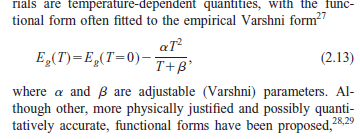 rials are temperature-dependent quantities, with the func-
tional form often fitted to the empirical Varshni form27
Eg(T)=Eg(T=0)− αT²/(T+β), (2.13)
where α and β are adjustable (Varshni) parameters. Al-
though other, more physically justified and possibly quanti-
tatively accurate, functional forms have been proposed,28,29